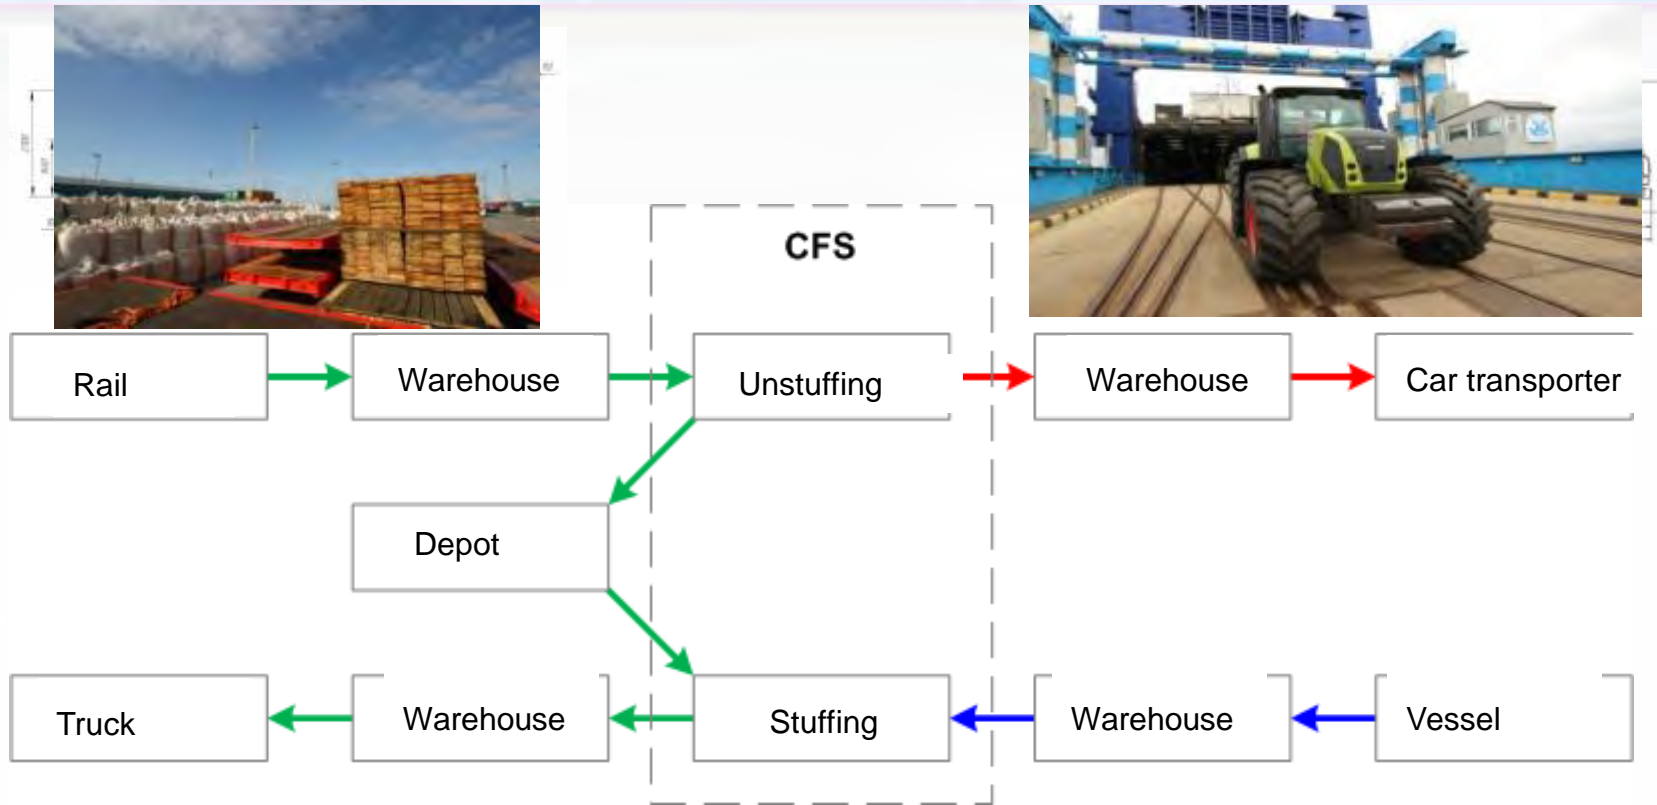 CFS
Rail
Warehouse
Unstuffing
Warehouse
Car transporter
Depot
Truck
Warehouse
Stuffing
Warehouse
Vessel